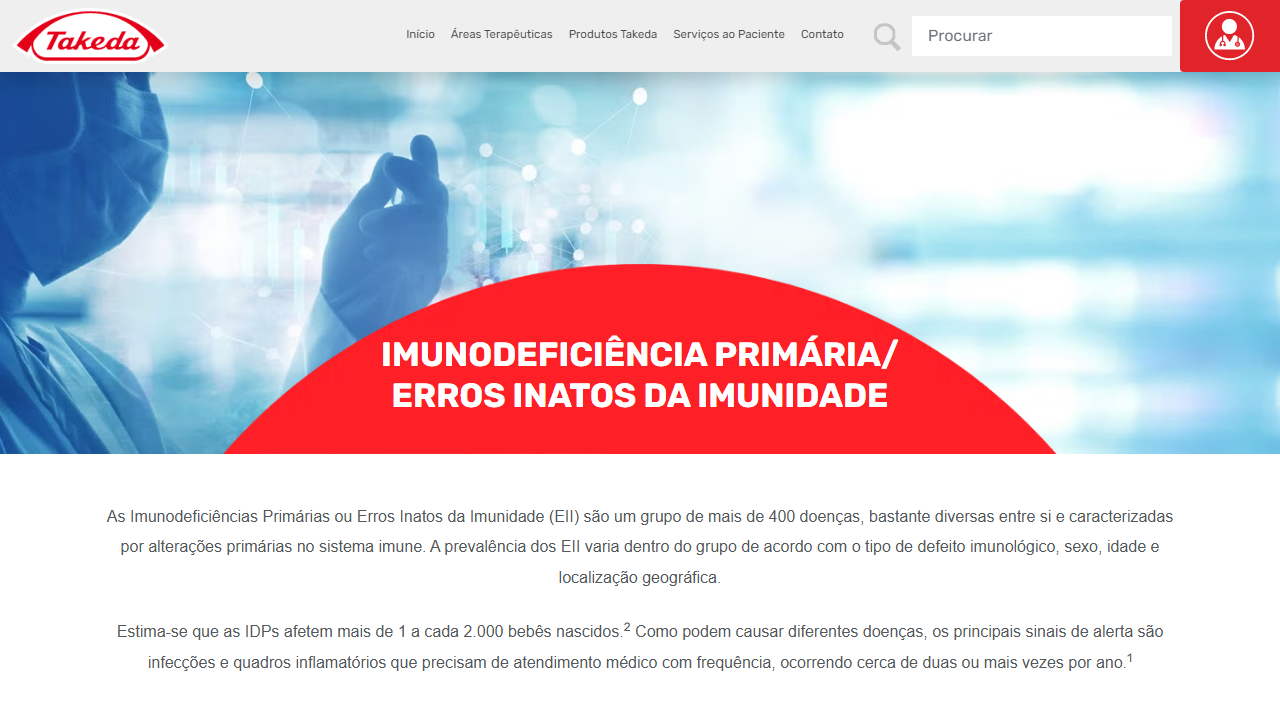 Takeda
Início
Áreas Terapêuticas
Produtos Takeda
Serviços ao Paciente
Contato
Procurar
IMUNODEFICIÊNCIA PRIMÁRIA/
ERROS INATOS DA IMUNIDADE
As Imunodeficiências Primárias ou Erros Inatos da Imunidade (EII) são um grupo de mais de 400 doenças, bastante diversas entre si e caracterizadas
por alterações primárias no sistema imune. A prevalência dos EII varia dentro do grupo de acordo com o tipo de defeito imunológico, sexo, idade e
localização geográfica.
Estima-se que as IDPs afetem mais de 1 a cada 2.000 bebês nascidos.² Como podem causar diferentes doenças, os principais sinais de alerta são
infecções e quadros inflamatórios que precisam de atendimento médico com frequência, ocorrendo cerca de duas ou mais vezes por ano.¹